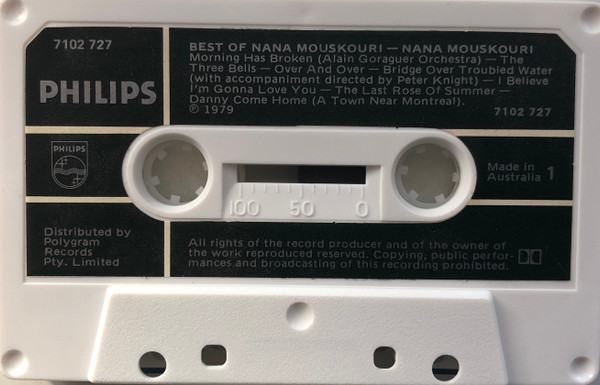 7102 727
PHILIPS
BEST OF NANA MOUSKOURI — NANA MOUSKOURI
Morning Has Broken (Alain Goraguer Orchestra) — The
Three Bells — Over And Over — Bridge Over Troubled Water
(with accompaniment directed by Peter Knight) — I Believe
I'm Gonna Love You — The Last Rose Of Summer —
Danny Come Home (A Town Near Montreal).
℗ 1979
7102 727
PHILIPS
100 50 0
Made in
Australia 1
Distributed by
Polygram
Records
Pty. Limited
All rights of the record producer and of the owner of
the work reproduced reserved. Copying, public perfor-
mances and broadcasting of this recording prohibited.